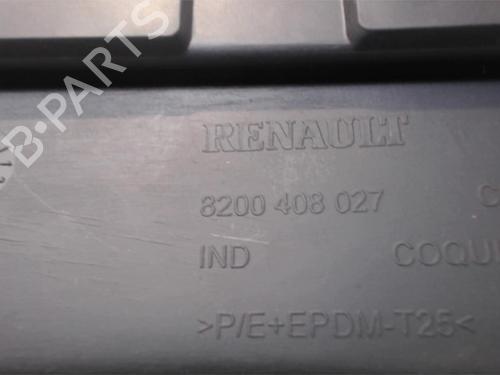 B-PARTS
RENAULT
8200 408 027
IND COQU
>P/E+EPDM-T25<